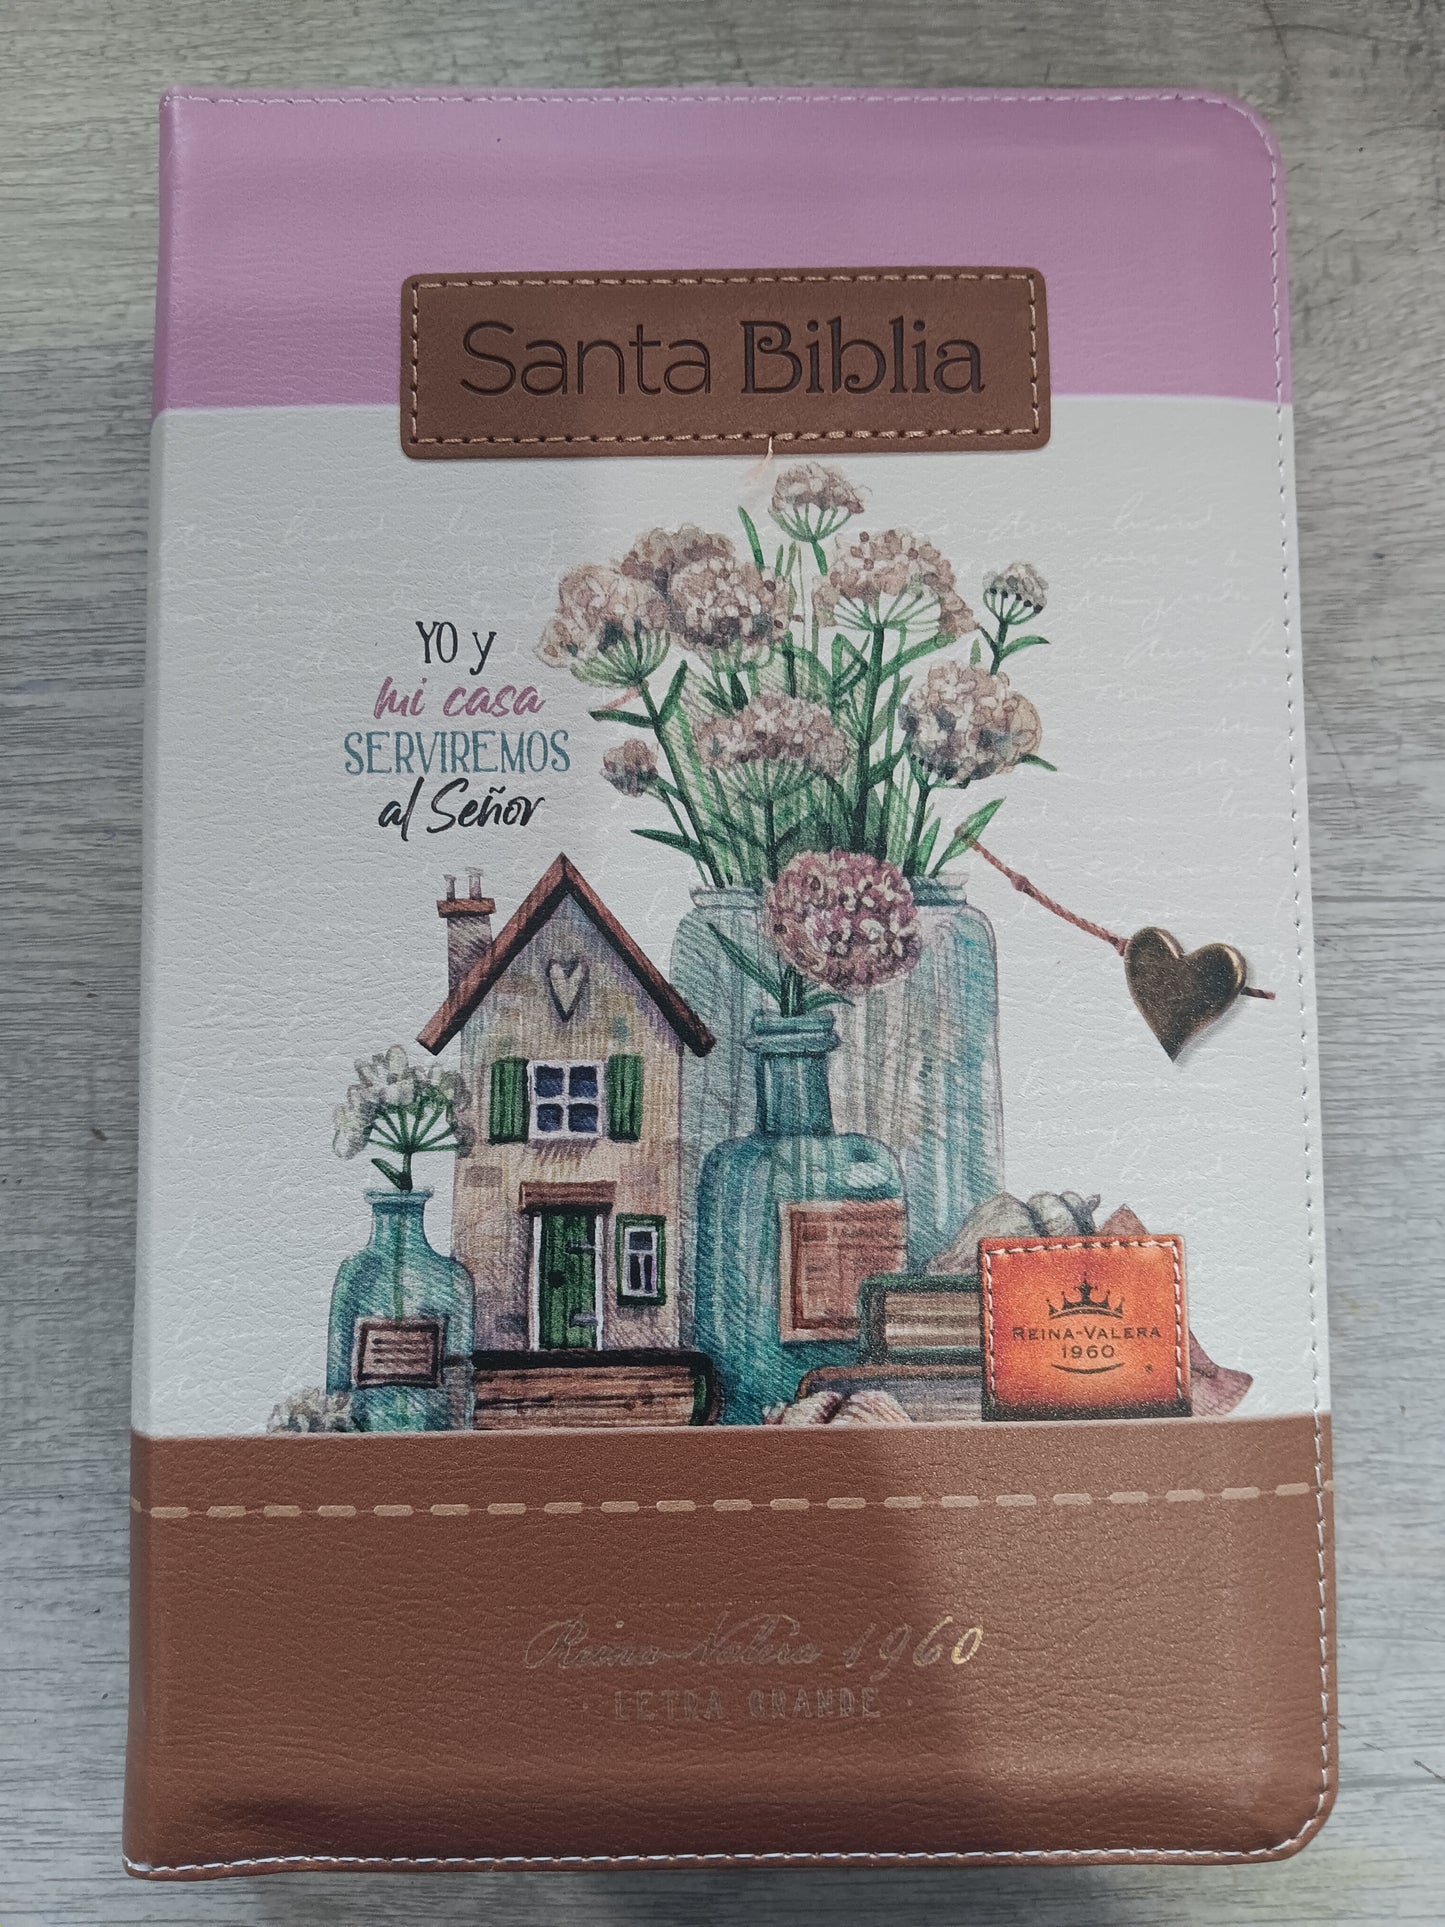 Santa Biblia
YO y
mi casa
SERVIREMOS
al Señor
REINA-VALERA
1960
Reina-Valera 1960
· LETRA GRANDE ·